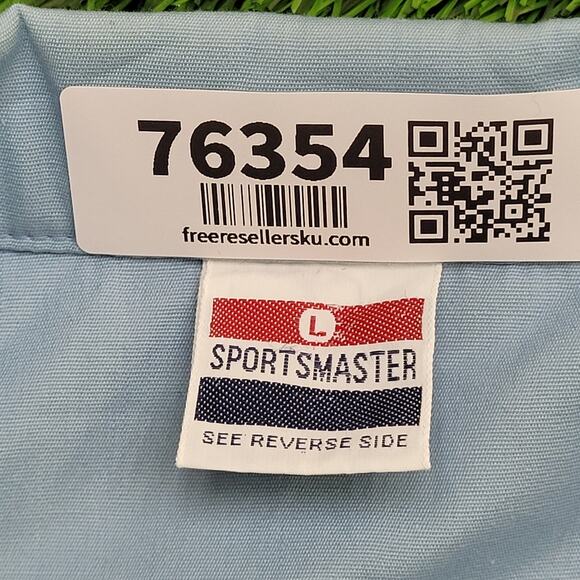 76354
freeresellersku.com
L
SPORTSMASTER
SEE REVERSE SIDE